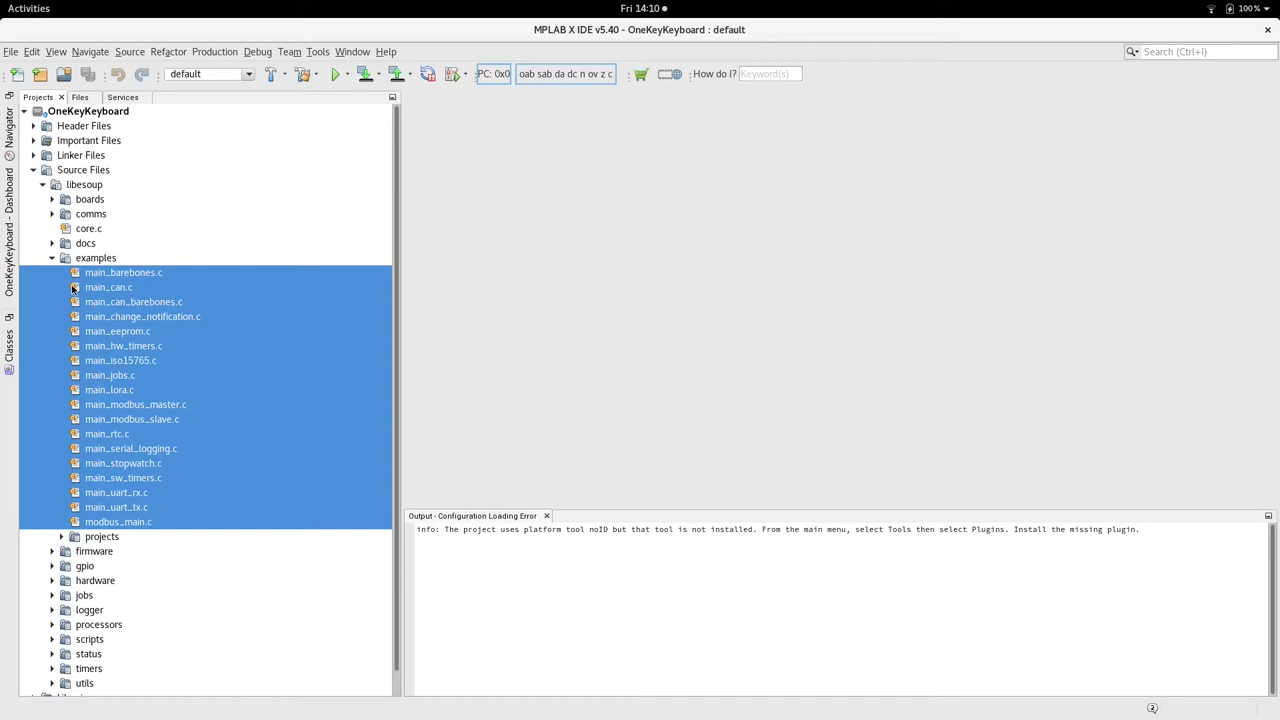 Activities
Fri 14:10
100%
MPLAB X IDE v5.40 - OneKeyKeyboard : default
File Edit View Navigate Source Refactor Production Debug Team Tools Window Help
Search (Ctrl+I)
default
PC: 0x0
oab sab da dc n ov z c
How do I?
Keyword(s)
Projects
Files
Services
Navigator
OneKeyKeyboard - Dashboard
Classes
OneKeyKeyboard
Header Files
Important Files
Linker Files
Source Files
libesoup
boards
comms
core.c
docs
examples
main_barebones.c
main_can.c
main_can_barebones.c
main_change_notification.c
main_eeprom.c
main_hw_timers.c
main_iso15765.c
main_jobs.c
main_lora.c
main_modbus_master.c
main_modbus_slave.c
main_rtc.c
main_serial_logging.c
main_stopwatch.c
main_sw_timers.c
main_uart_rx.c
main_uart_tx.c
modbus_main.c
projects
firmware
gpio
hardware
jobs
logger
processors
scripts
status
timers
utils
Output - Configuration Loading Error
info: The project uses platform tool noID but that tool is not installed. From the main menu, select Tools then select Plugins. Install the missing plugin.
2